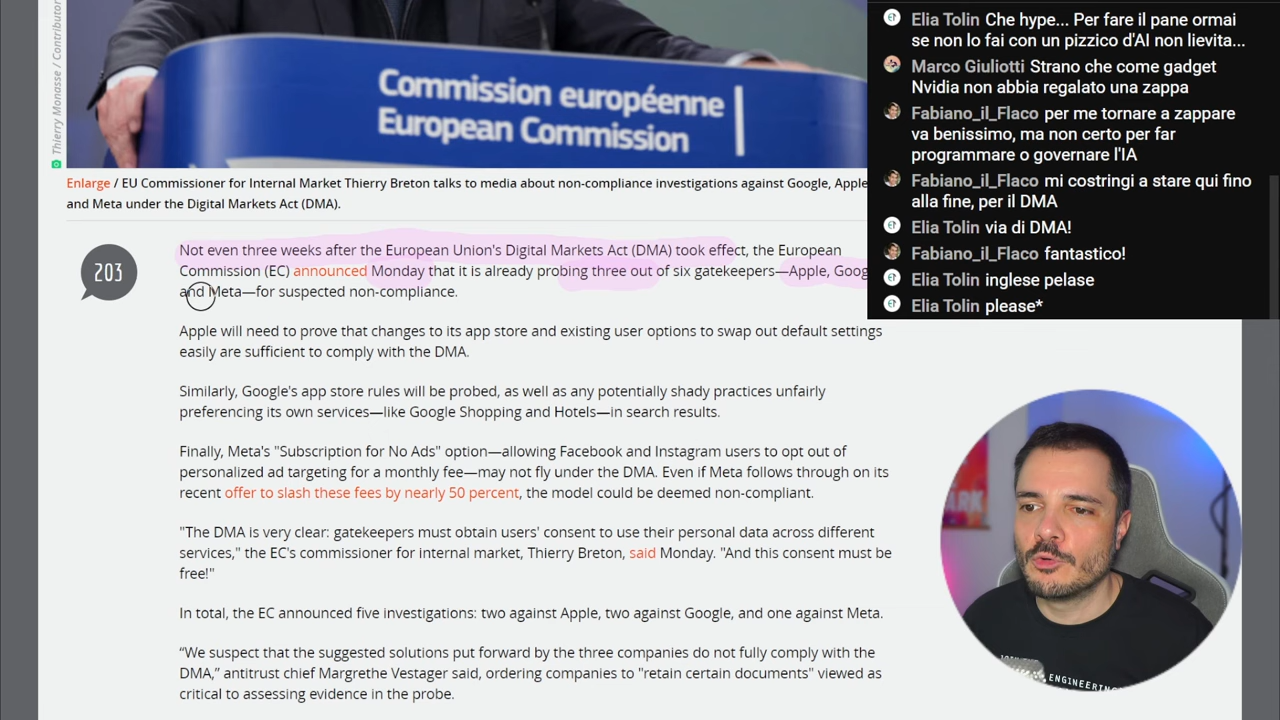 Thierry Monasse / Contributor
Commission européenne
European Commission
Enlarge / EU Commissioner for Internal Market Thierry Breton talks to media about non-compliance investigations against Google, Apple
and Meta under the Digital Markets Act (DMA).
203
Not even three weeks after the European Union's Digital Markets Act (DMA) took effect, the European
Commission (EC) announced Monday that it is already probing three out of six gatekeepers—Apple, Goog
and Meta—for suspected non-compliance.
Apple will need to prove that changes to its app store and existing user options to swap out default settings
easily are sufficient to comply with the DMA.
Similarly, Google's app store rules will be probed, as well as any potentially shady practices unfairly
preferencing its own services—like Google Shopping and Hotels—in search results.
Finally, Meta's "Subscription for No Ads" option—allowing Facebook and Instagram users to opt out of
personalized ad targeting for a monthly fee—may not fly under the DMA. Even if Meta follows through on its
recent offer to slash these fees by nearly 50 percent, the model could be deemed non-compliant.
"The DMA is very clear: gatekeepers must obtain users' consent to use their personal data across different
services," the EC's commissioner for internal market, Thierry Breton, said Monday. "And this consent must be
free!"
In total, the EC announced five investigations: two against Apple, two against Google, and one against Meta.
“We suspect that the suggested solutions put forward by the three companies do not fully comply with the
DMA,” antitrust chief Margrethe Vestager said, ordering companies to "retain certain documents" viewed as
critical to assessing evidence in the probe.
Elia Tolin Che hype... Per fare il pane ormai
se non lo fai con un pizzico d'AI non lievita...
Marco Giuliotti Strano che come gadget
Nvidia non abbia regalato una zappa
Fabiano_il_Flaco per me tornare a zappare
va benissimo, ma non certo per far
programmare o governare l'IA
Fabiano_il_Flaco mi costringi a stare qui fino
alla fine, per il DMA
Elia Tolin via di DMA!
Fabiano_il_Flaco fantastico!
Elia Tolin inglese pelase
Elia Tolin please*
ENGINEERING